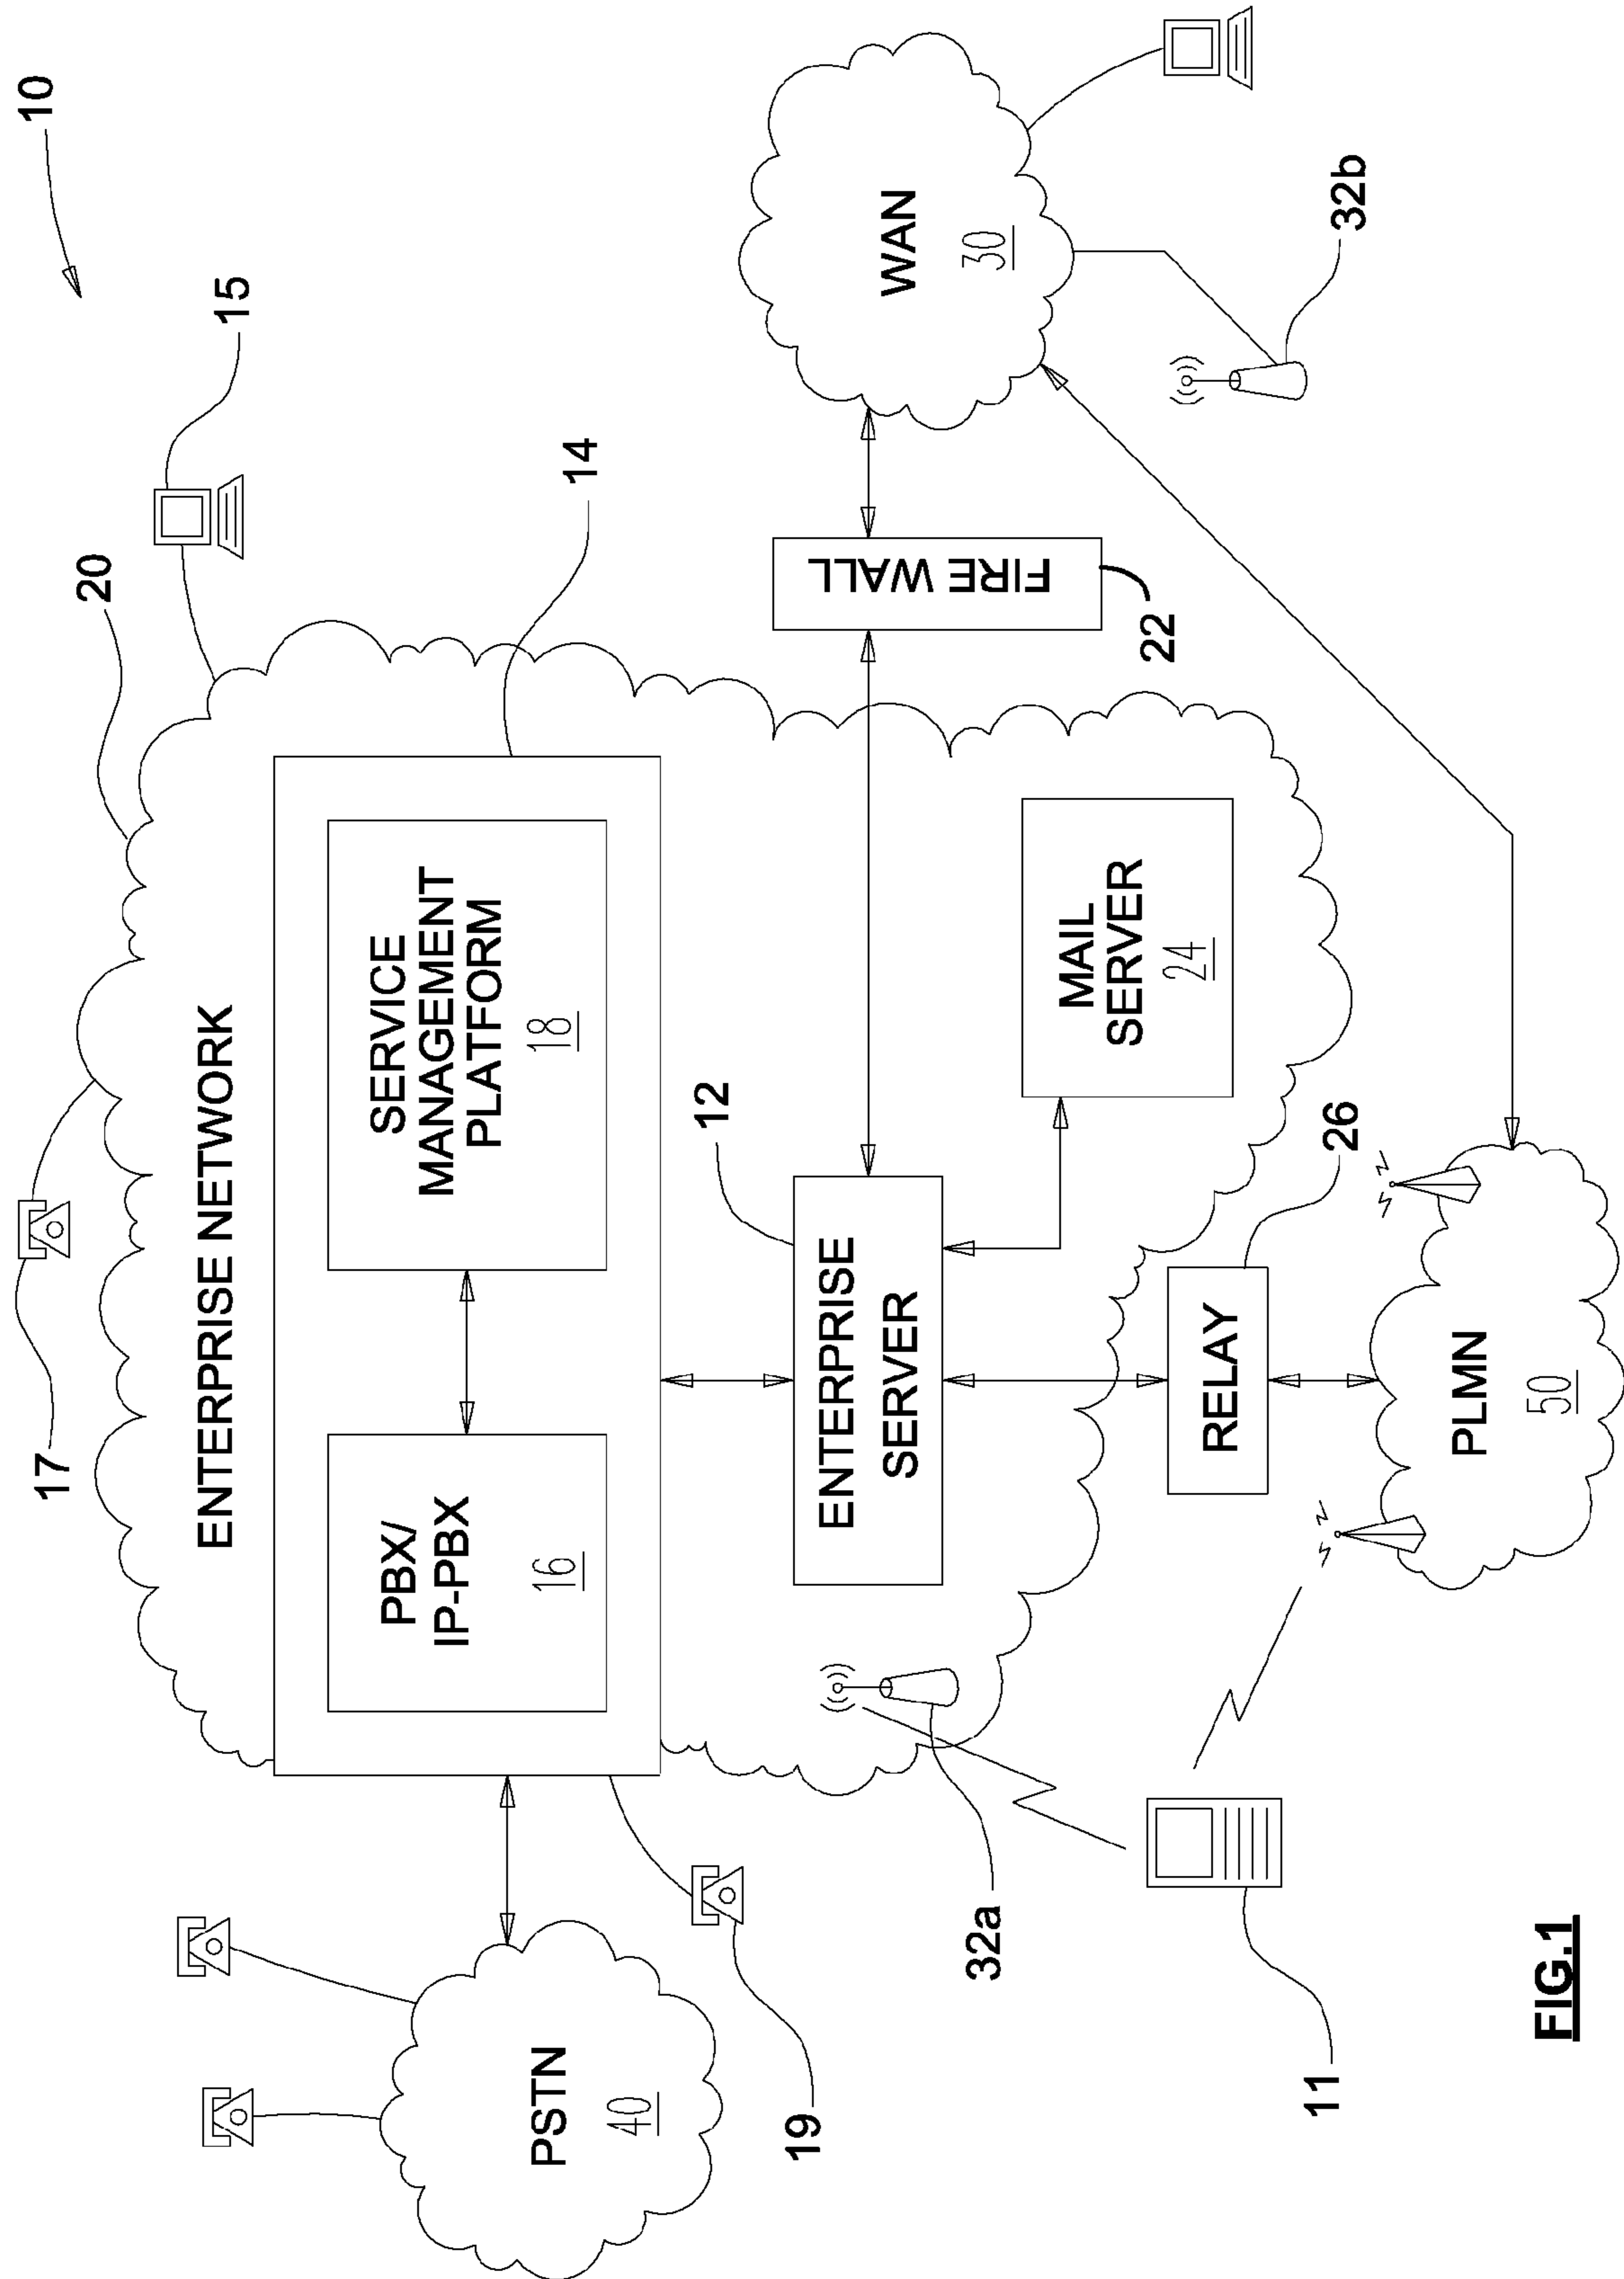 10
20
15
17
ENTERPRISE NETWORK
14
PBX/
IP-PBX
16
SERVICE
MANAGEMENT
PLATFORM
18
PSTN
40
19
12
ENTERPRISE
SERVER
FIRE WALL
22
WAN
30
32a
MAIL
SERVER
24
32b
RELAY
26
11
PLMN
50
FIG.1